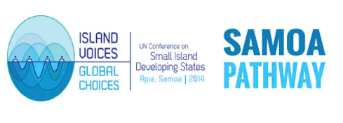 ISLAND
VOICES
GLOBAL
CHOICES
UN Conference on
Small Island
Developing States
Apia, Samoa | 2014
SAMOA
PATHWAY